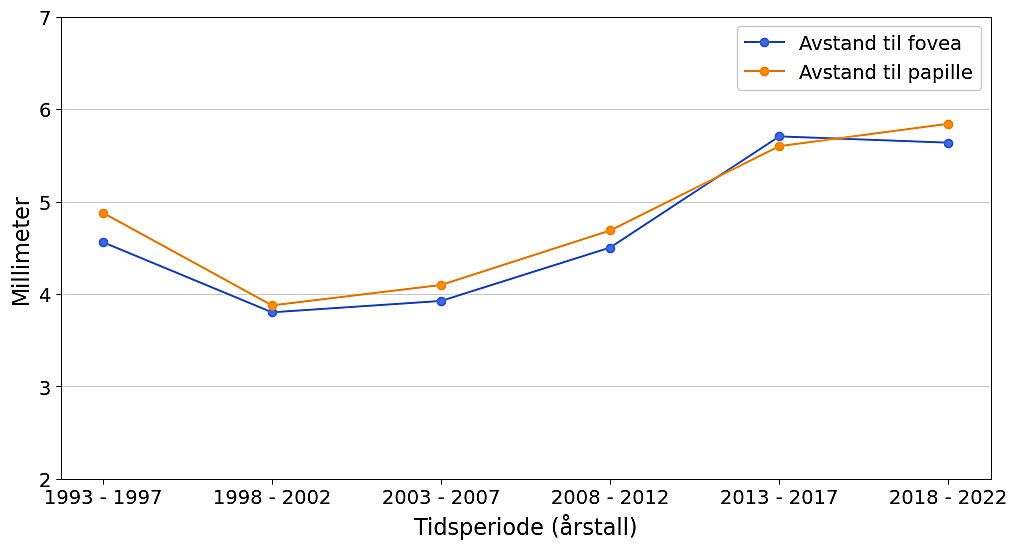 7
6
5
4
3
2
Millimeter
Avstand til fovea
Avstand til papille
1993 - 1997 1998 - 2002 2003 - 2007 2008 - 2012 2013 - 2017 2018 - 2022
Tidsperiode (årstall)